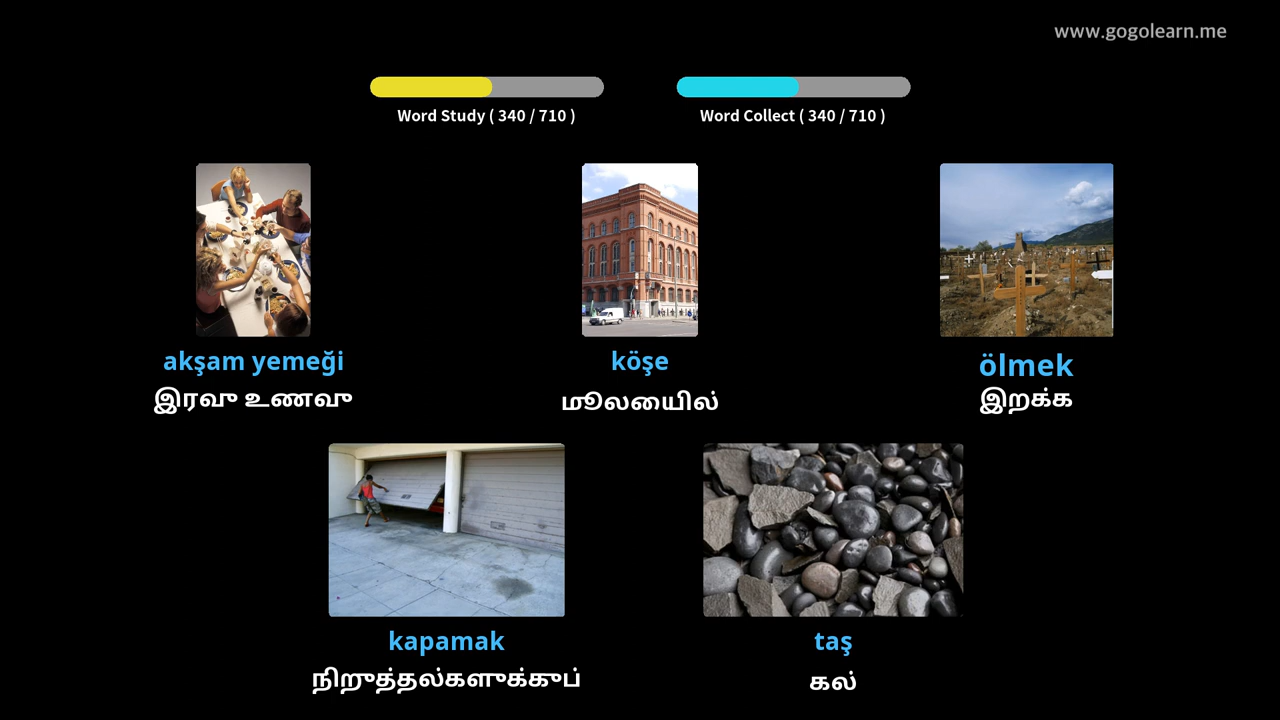 www.gogolearn.me
Word Study ( 340 / 710 )
Word Collect ( 340 / 710 )
akşam yemeği
இரவு உணவு
köşe
மூலையில்
ölmek
இறக்க
kapamak
நிறுத்தல்களுக்குப்
taş
கல்